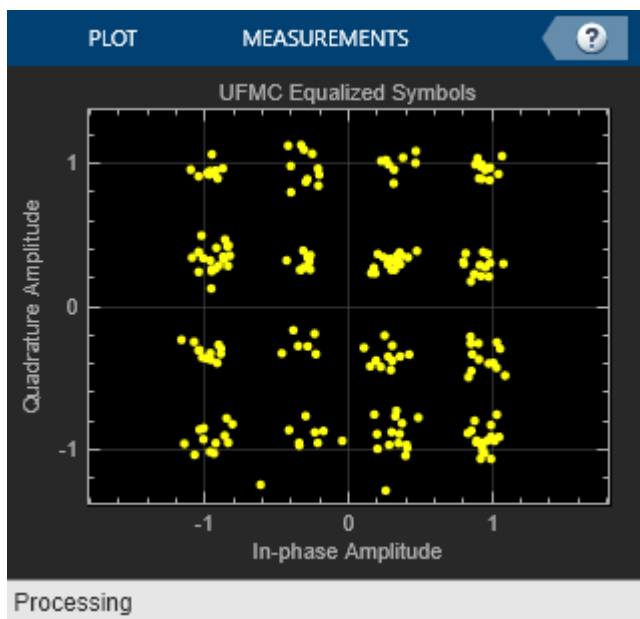 PLOT MEASUREMENTS ?
UFMC Equalized Symbols
1
0
-1
Quadrature Amplitude
-1 0 1
In-phase Amplitude
Processing